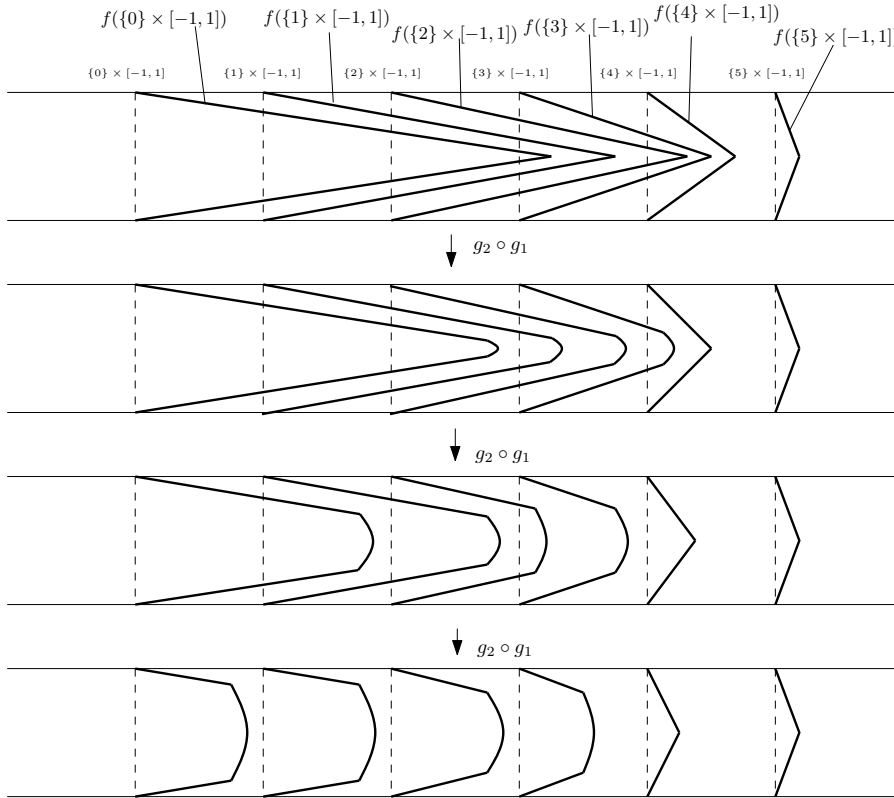 f({0} × [−1, 1]) f({1} × [−1, 1]) f({2} × [−1, 1]) f({3} × [−1, 1]) f({4} × [−1, 1]) f({5} × [−1, 1]
{0} × [−1, 1] {1} × [−1, 1] {2} × [−1, 1] {3} × [−1, 1] {4} × [−1, 1] {5} × [−1, 1]
g₂ ∘ g₁
g₂ ∘ g₁
g₂ ∘ g₁